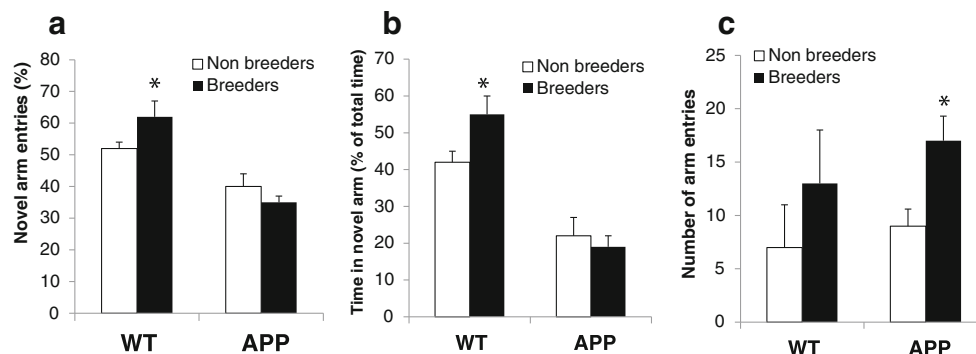 a
Novel arm entries (%)
80
70
60
50
40
30
20
10
0
Non breeders
Breeders
*
WT
APP
b
Time in novel arm (% of total time)
70
60
50
40
30
20
10
0
Non breeders
Breeders
*
WT
APP
c
Number of arm entries
25
20
15
10
5
0
Non breeders
Breeders
*
WT
APP